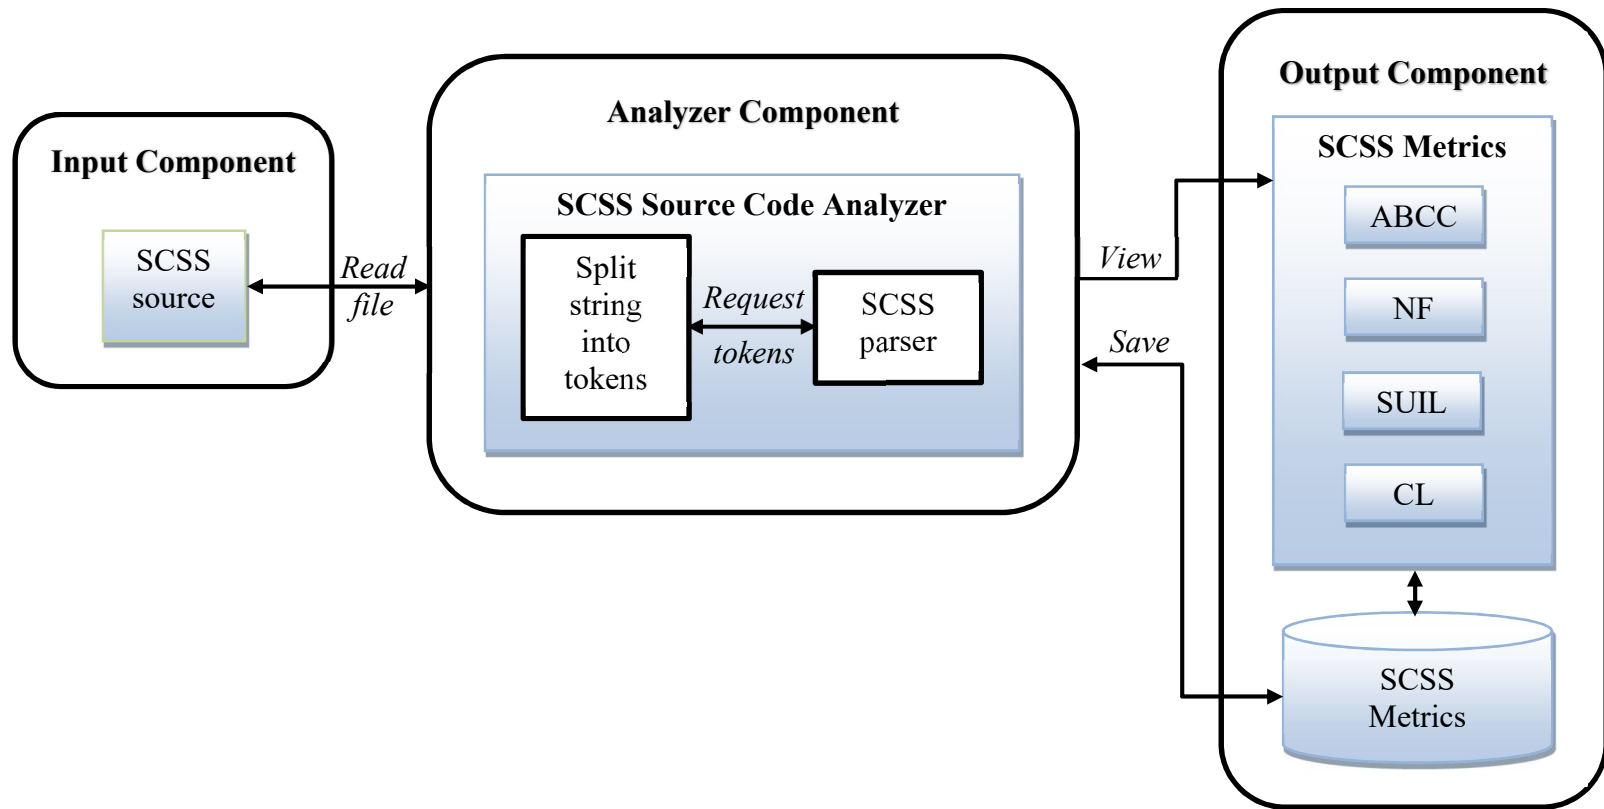 Input Component
SCSS
source
Read
file
Analyzer Component
SCSS Source Code Analyzer
Split
string
into
tokens
Request
tokens
SCSS
parser
View
Save
Output Component
SCSS Metrics
ABCC
NF
SUIL
CL
SCSS
Metrics